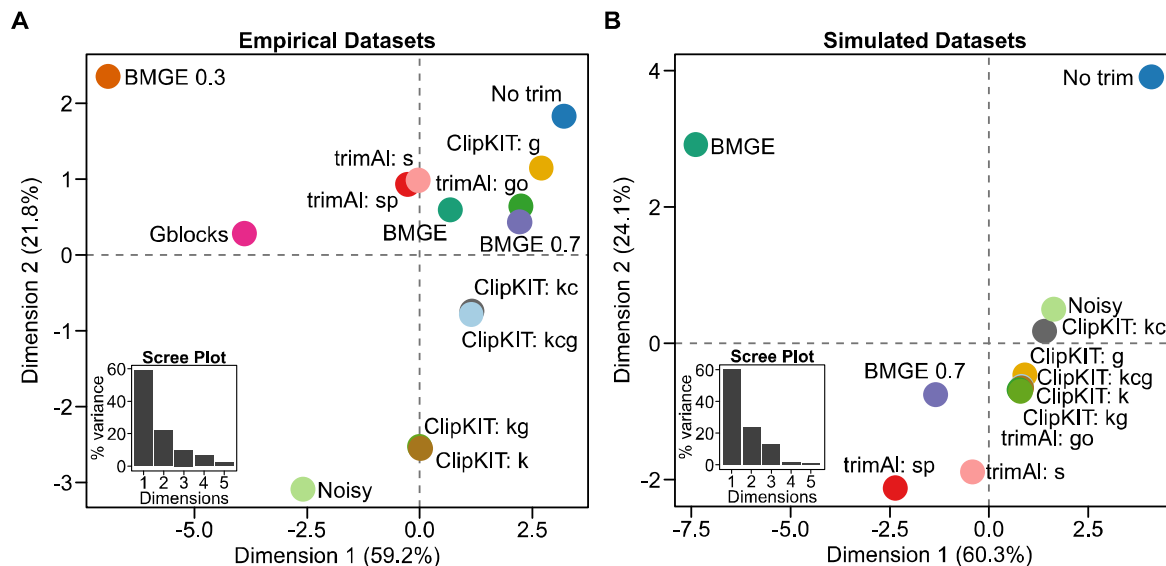 A
Empirical Datasets
BMGE 0.3
No trim
ClipKIT: g
trimAl: s
trimAl: go
trimAl: sp
Gblocks
BMGE
BMGE 0.7
ClipKIT: kc
ClipKIT: kcg
ClipKIT: kg
ClipKIT: k
Noisy
2
1
0
-1
-2
-3
Dimension 2 (21.8%)
-5.0
-2.5
0.0
2.5
Dimension 1 (59.2%)
Scree Plot
60
40
20
0
% variance
1 2 3 4 5
Dimensions
B
Simulated Datasets
No trim
BMGE
Noisy
ClipKIT: kc
ClipKIT: g
BMGE 0.7
ClipKIT: kcg
ClipKIT: k
ClipKIT: kg
trimAl: go
trimAl: sp
trimAl: s
4
2
0
-2
Dimension 2 (24.1%)
-7.5
-5.0
-2.5
0.0
2.5
Dimension 1 (60.3%)
Scree Plot
60
40
20
0
% variance
1 2 3 4 5
Dimensions